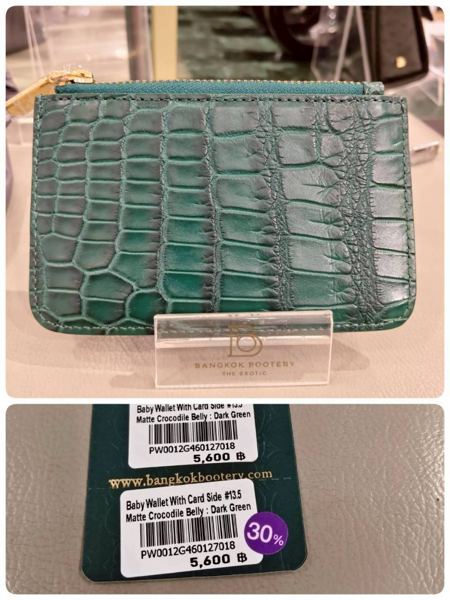 B
BANGKOK BOOTERY
THE EXOTIC
Baby Wallet With Card Side #13.5
Matte Crocodile Belly : Dark Green
PW0012G460127018
5,600 ฿
www.bangkokbootery.com
Baby Wallet With Card Side #13.5
Matte Crocodile Belly : Dark Green
PW0012G460127018
5,600 ฿
30%